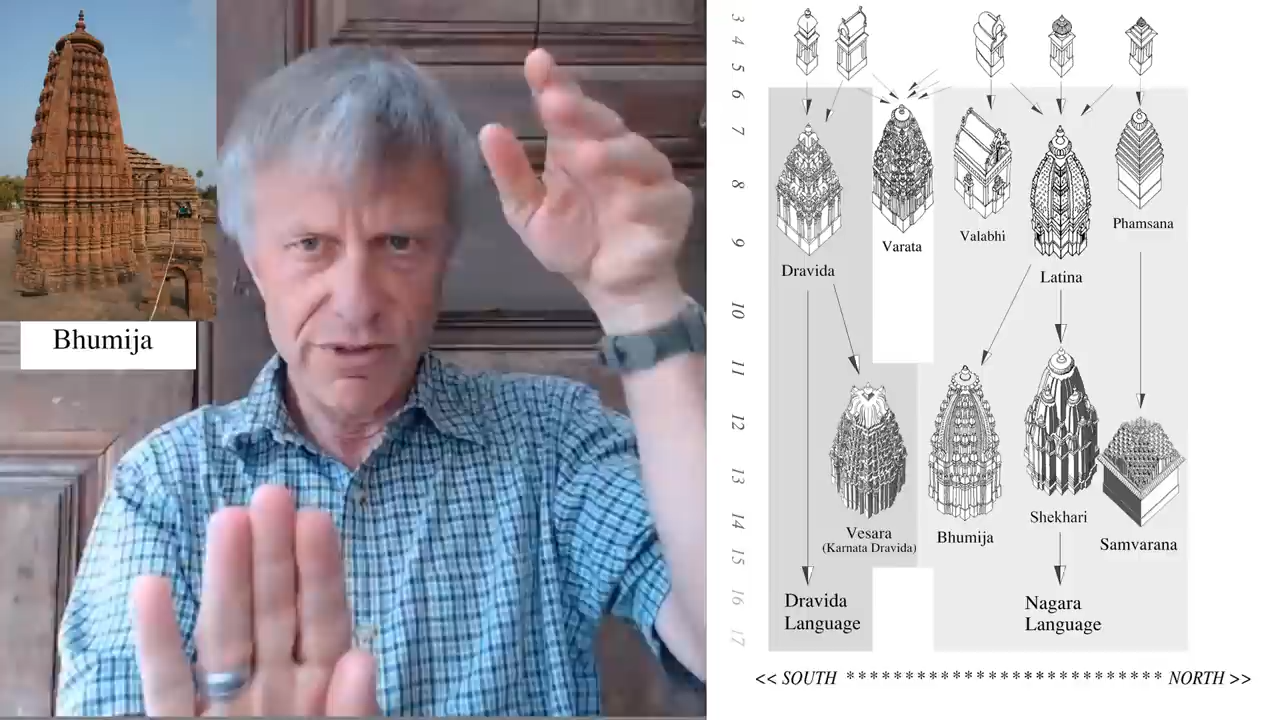 Bhumija
3
4
5
6
7
8
9
10
11
12
13
14
15
16
17
Varata
Valabhi
Phamsana
Dravida
Latina
Vesara
(Karnata Dravida)
Bhumija
Shekhari
Samvarana
Dravida
Language
Nagara
Language
<< SOUTH *************************** NORTH >>